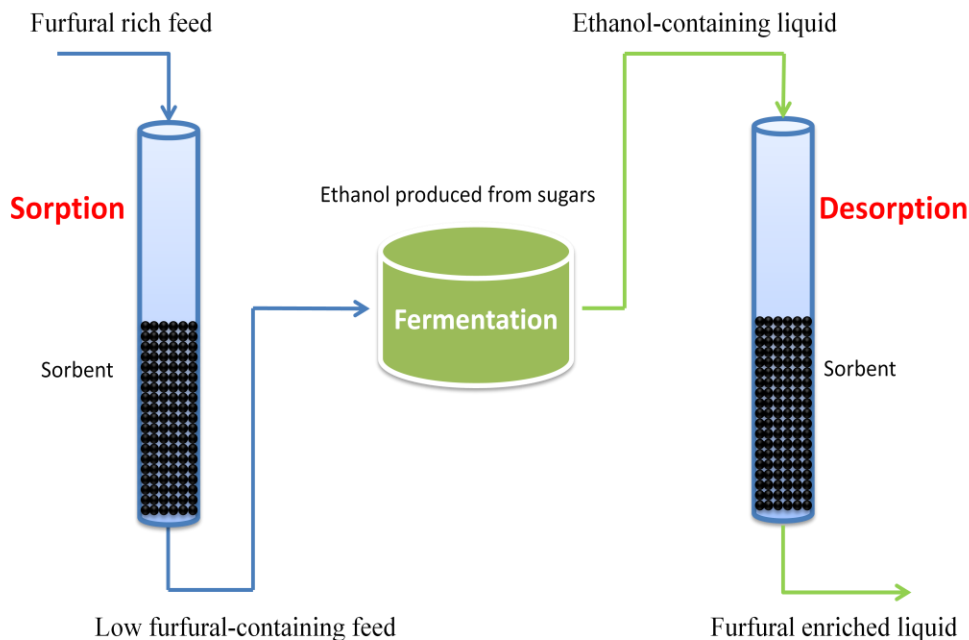 Furfural rich feed
Ethanol-containing liquid
Sorption
Ethanol produced from sugars
Desorption
Fermentation
Sorbent
Sorbent
Low furfural-containing feed
Furfural enriched liquid